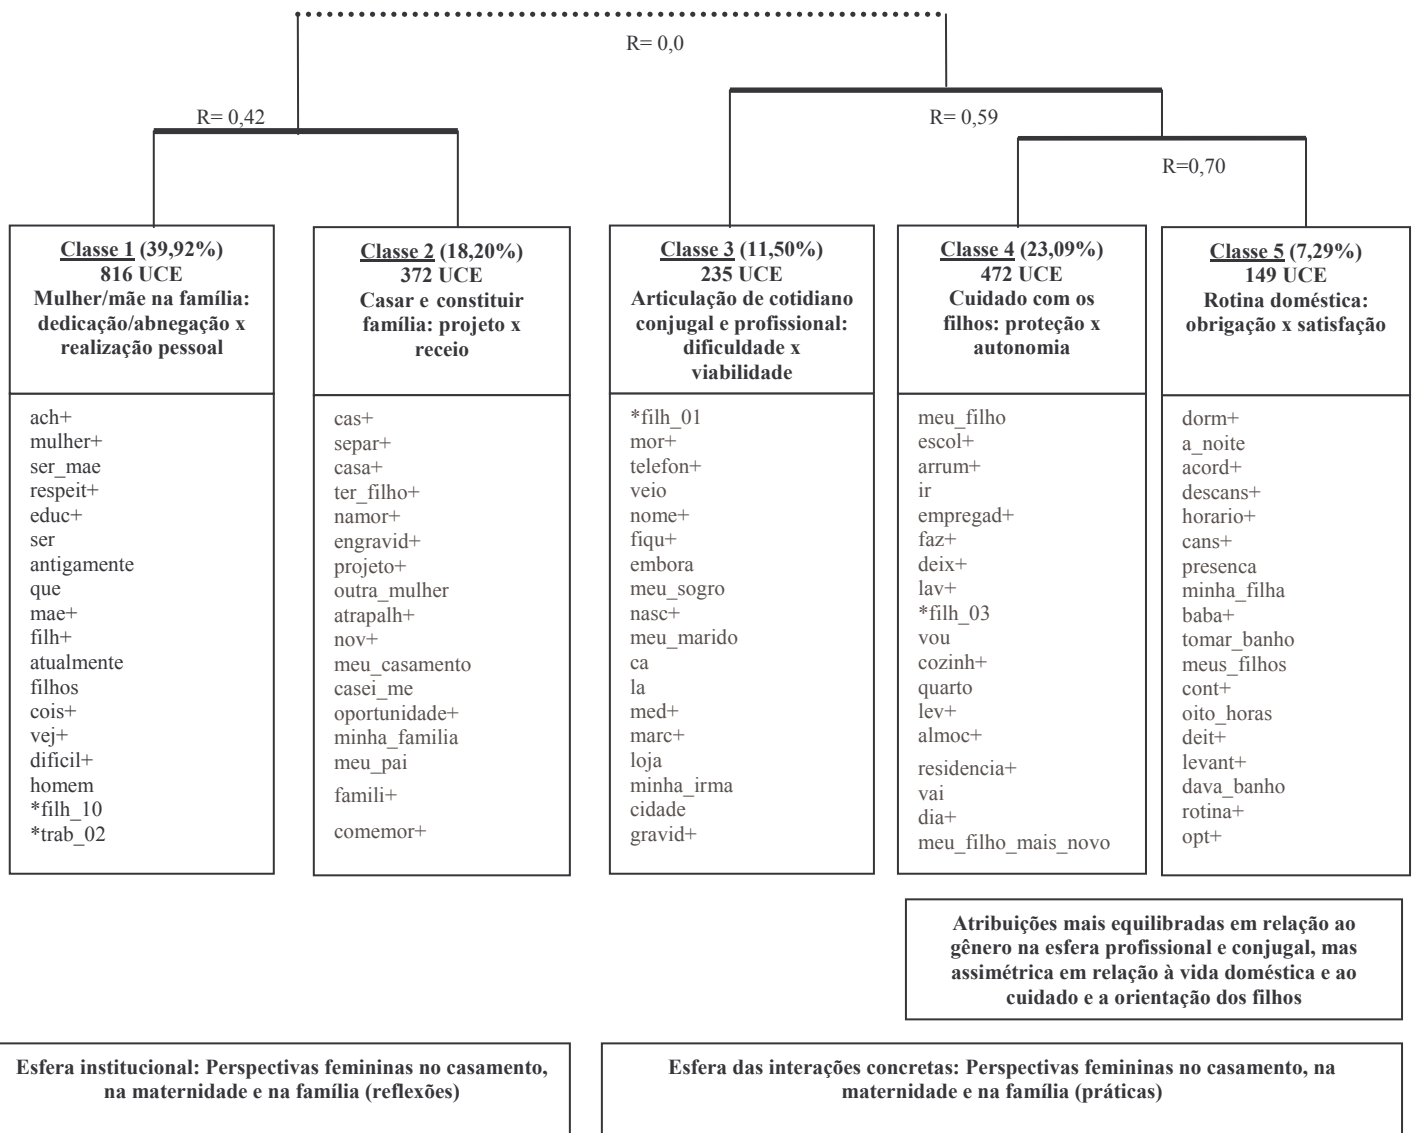 R= 0,0
R= 0,42
R= 0,59
R=0,70
Classe 1 (39,92%)
816 UCE
Mulher/mãe na família:
dedicação/abnegação x
realização pessoal
ach+
mulher+
ser_mae
respeit+
educ+
ser
antigamente
que
mae+
filh+
atualmente
filhos
cois+
vej+
dificil+
homem
*filh_10
*trab_02
Classe 2 (18,20%)
372 UCE
Casar e constituir
família: projeto x
receio
cas+
separ+
casa+
ter_filho+
namor+
engravid+
projeto+
outra_mulher
atrapalh+
nov+
meu_casamento
casei_me
oportunidade+
minha_familia
meu_pai
famili+
comemor+
Classe 3 (11,50%)
235 UCE
Articulação de cotidiano
conjugal e profissional:
dificuldade x
viabilidade
*filh_01
mor+
telefon+
veio
nome+
fiqu+
embora
meu_sogro
nasc+
meu_marido
ca
la
med+
marc+
loja
minha_irma
cidade
gravid+
Classe 4 (23,09%)
472 UCE
Cuidado com os
filhos: proteção x
autonomia
meu_filho
escol+
arrum+
ir
empregad+
faz+
deix+
lav+
*filh_03
vou
cozinh+
quarto
lev+
almoc+
residencia+
vai
dia+
meu_filho_mais_novo
Classe 5 (7,29%)
149 UCE
Rotina doméstica:
obrigação x satisfação
dorm+
a_noite
acord+
descans+
horario+
cans+
presenca
minha_filha
baba+
tomar_banho
meus_filhos
cont+
oito_horas
deit+
levant+
dava_banho
rotina+
opt+
Atribuições mais equilibradas em relação ao
gênero na esfera profissional e conjugal, mas
assimétrica em relação à vida doméstica e ao
cuidado e a orientação dos filhos
Esfera institucional: Perspectivas femininas no casamento,
na maternidade e na família (reflexões)
Esfera das interações concretas: Perspectivas femininas no casamento, na
maternidade e na família (práticas)